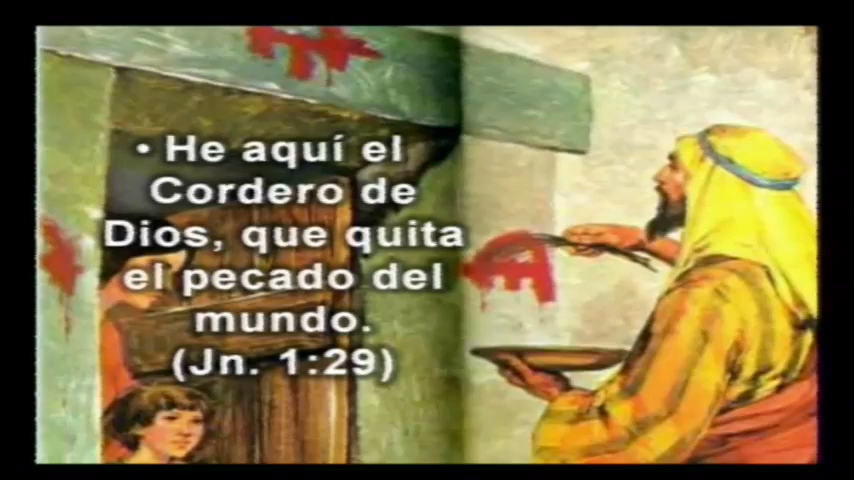 • He aquí el
Cordero de
Dios, que quita
el pecado del
mundo.
(Jn. 1:29)